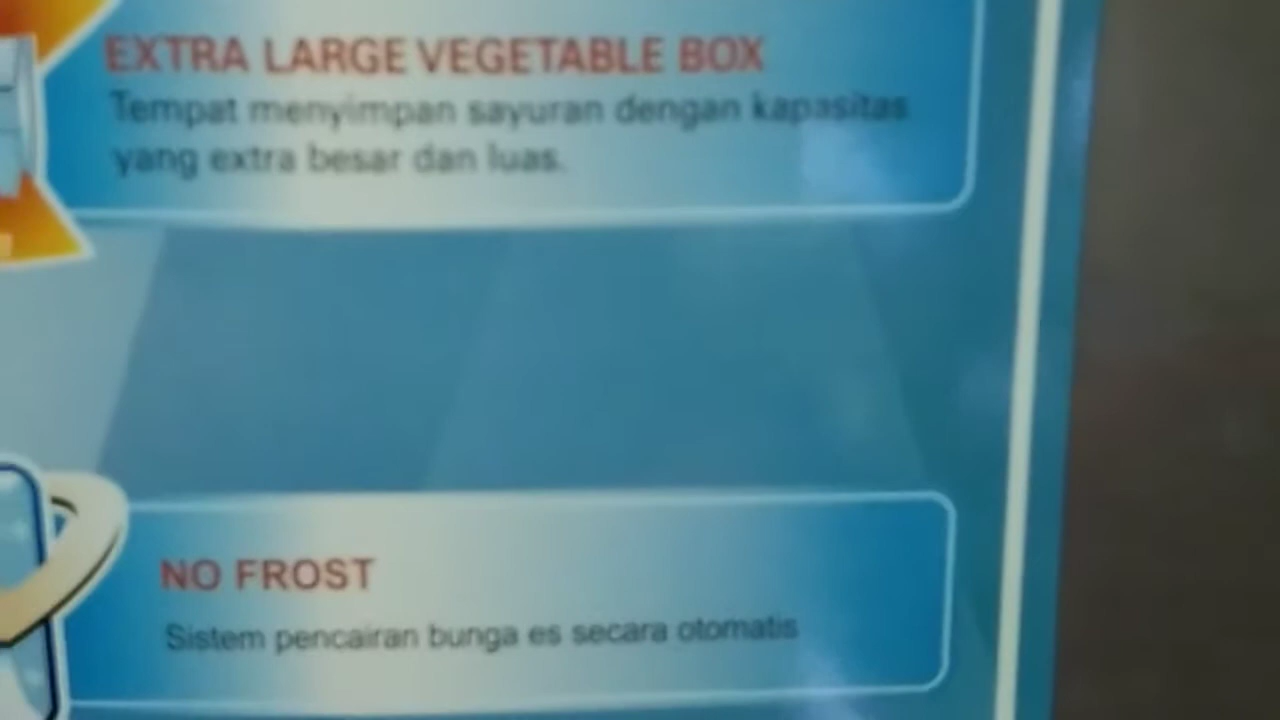 EXTRA LARGE VEGETABLE BOX
Tempat menyimpan sayuran dengan kapasitas
yang extra besar dan luas.
NO FROST
Sistem pencairan bunga es secara otomatis